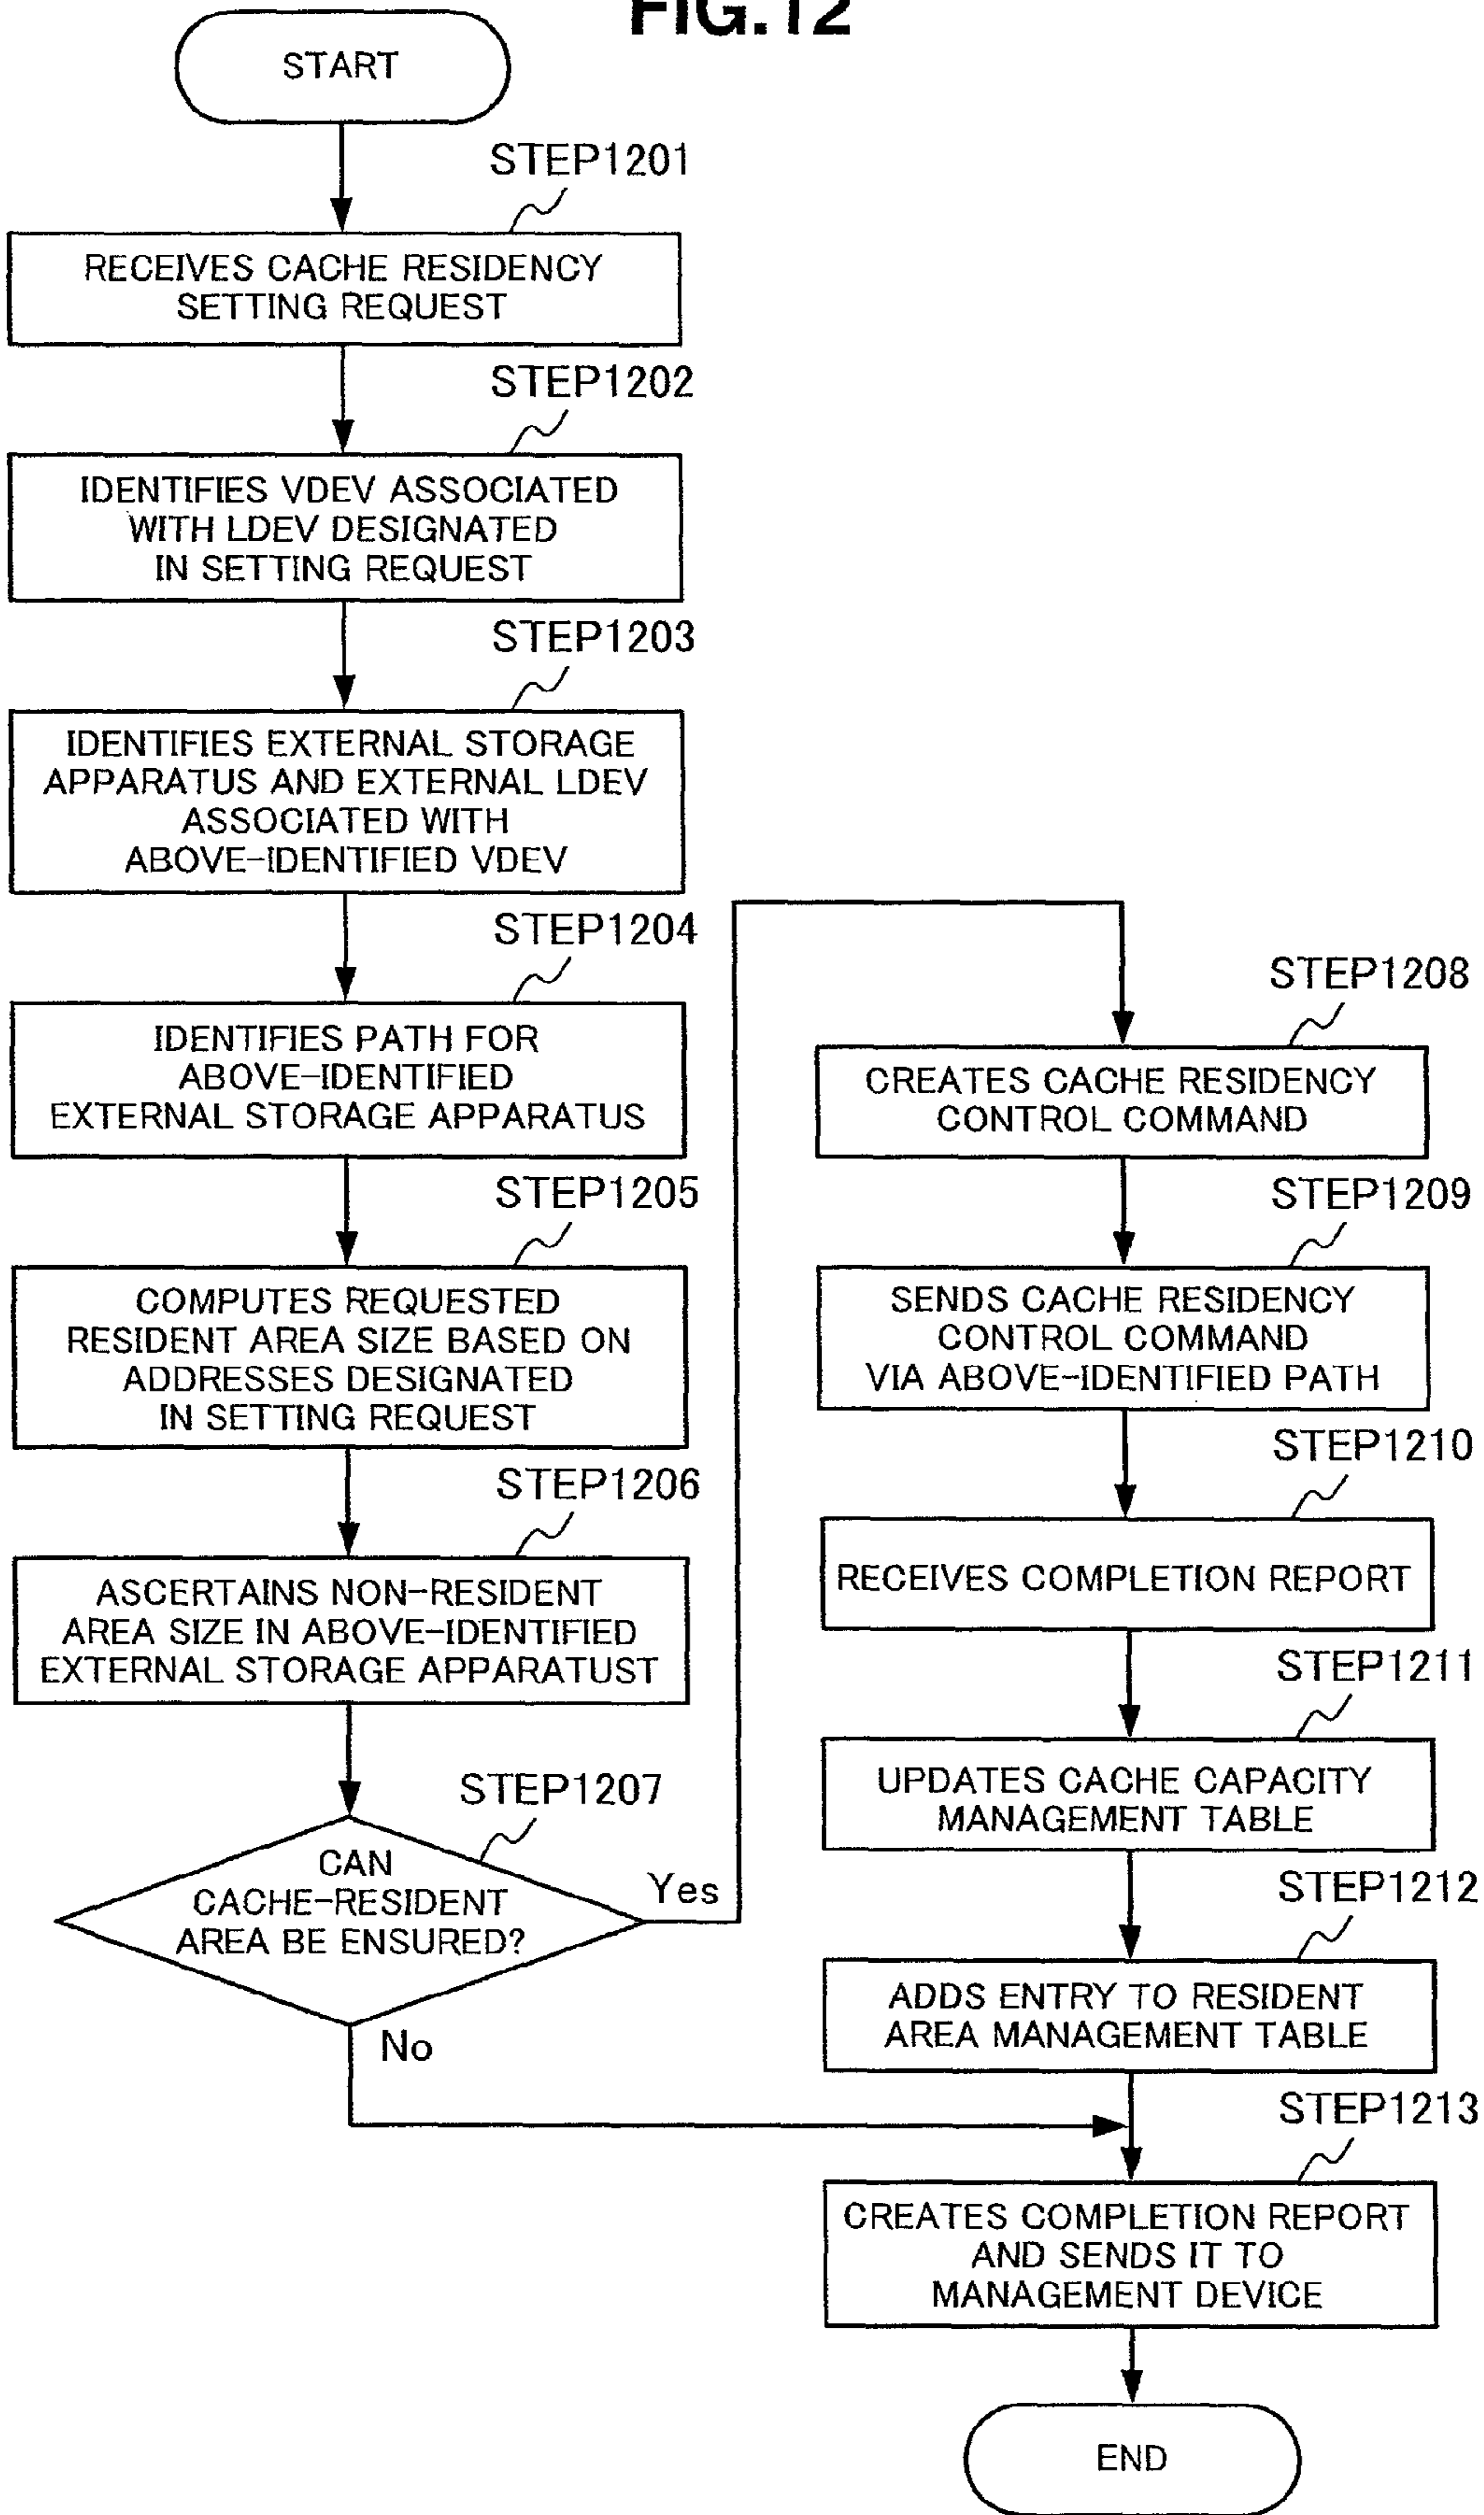 FIG.12
START
STEP1201
RECEIVES CACHE RESIDENCY
SETTING REQUEST
STEP1202
IDENTIFIES VDEV ASSOCIATED
WITH LDEV DESIGNATED
IN SETTING REQUEST
STEP1203
IDENTIFIES EXTERNAL STORAGE
APPARATUS AND EXTERNAL LDEV
ASSOCIATED WITH
ABOVE-IDENTIFIED VDEV
STEP1204
IDENTIFIES PATH FOR
ABOVE-IDENTIFIED
EXTERNAL STORAGE APPARATUS
STEP1205
COMPUTES REQUESTED
RESIDENT AREA SIZE BASED ON
ADDRESSES DESIGNATED
IN SETTING REQUEST
STEP1206
ASCERTAINS NON-RESIDENT
AREA SIZE IN ABOVE-IDENTIFIED
EXTERNAL STORAGE APPARATUST
STEP1207
CAN
CACHE-RESIDENT
AREA BE ENSURED?
Yes
No
STEP1208
CREATES CACHE RESIDENCY
CONTROL COMMAND
STEP1209
SENDS CACHE RESIDENCY
CONTROL COMMAND
VIA ABOVE-IDENTIFIED PATH
STEP1210
RECEIVES COMPLETION REPORT
STEP1211
UPDATES CACHE CAPACITY
MANAGEMENT TABLE
STEP1212
ADDS ENTRY TO RESIDENT
AREA MANAGEMENT TABLE
STEP1213
CREATES COMPLETION REPORT
AND SENDS IT TO
MANAGEMENT DEVICE
END